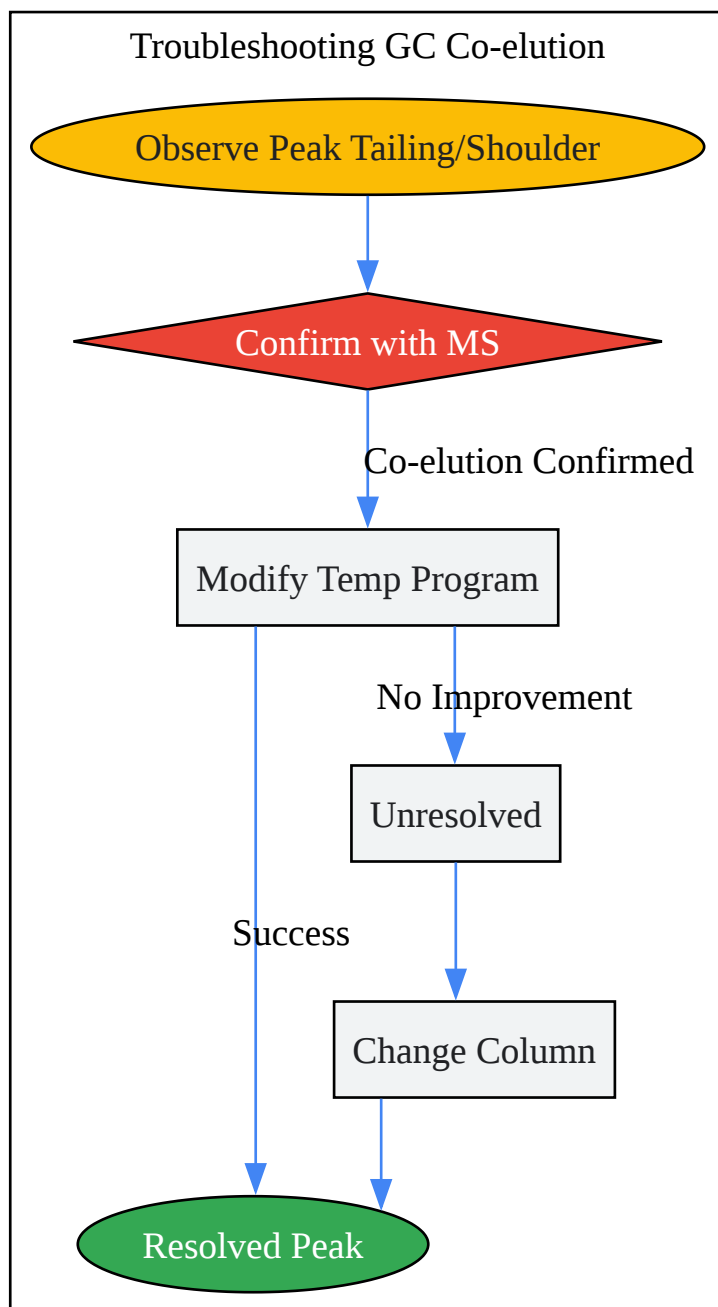 Troubleshooting GC Co-elution
Observe Peak Tailing/Shoulder
Confirm with MS
Co-elution Confirmed
Modify Temp Program
No Improvement
Unresolved
Success
Change Column
Resolved Peak